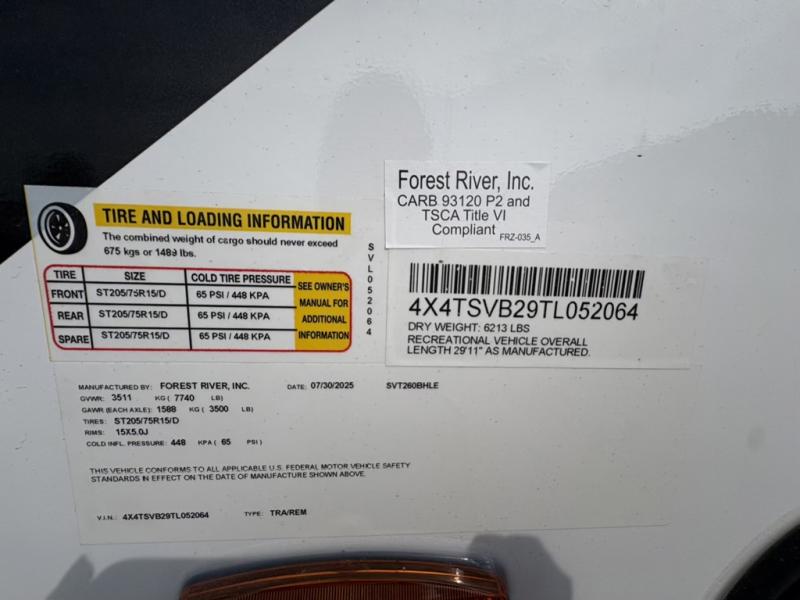 Forest River, Inc.
CARB 93120 P2 and
TSCA Title VI
Compliant
FRZ-035_A
TIRE AND LOADING INFORMATION
The combined weight of cargo should never exceed
675 kgs or 1489 lbs.
TIRE SIZE COLD TIRE PRESSURE
FRONT ST205/75R15/D 65 PSI / 448 KPA
REAR ST205/75R15/D 65 PSI / 448 KPA
SPARE ST205/75R15/D 65 PSI / 448 KPA
SEE OWNER'S
MANUAL FOR
ADDITIONAL
INFORMATION
SVL052064
4X4TSVB29TL052064
DRY WEIGHT: 6213 LBS
RECREATIONAL VEHICLE OVERALL
LENGTH 29'11" AS MANUFACTURED.
MANUFACTURED BY: FOREST RIVER, INC. DATE: 07/30/2025 SVT260BHLE
GVWR: 3511 KG ( 7740 LB)
GAWR (EACH AXLE): 1588 KG ( 3500 LB)
TIRES: ST205/75R15/D
RIMS: 15X5.0J
COLD INFL. PRESSURE: 448 KPA ( 65 PSI )
THIS VEHICLE CONFORMS TO ALL APPLICABLE U.S. FEDERAL MOTOR VEHICLE SAFETY
STANDARDS IN EFFECT ON THE DATE OF MANUFACTURE SHOWN ABOVE.
V.I.N.: 4X4TSVB29TL052064 TYPE: TRA/REM